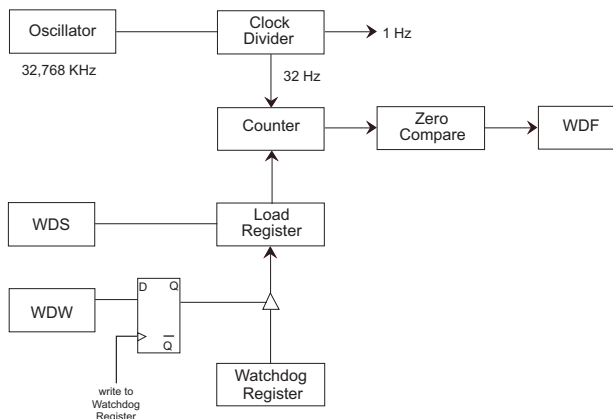 Oscillator
Clock
Divider
1 Hz
32,768 KHz
32 Hz
Counter
Zero
Compare
WDF
WDS
Load
Register
WDW
D
Q
Q
Watchdog
Register
write to
Watchdog
Register